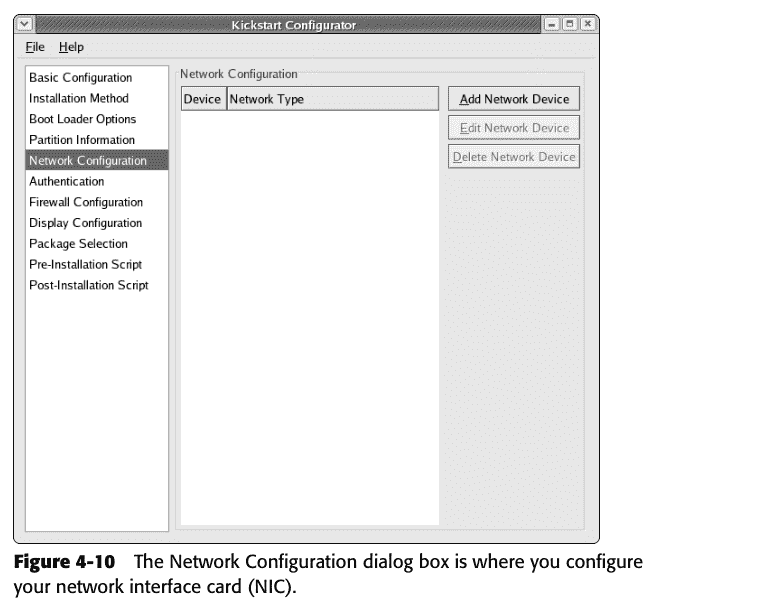 Kickstart Configurator
File Help
Basic Configuration
Installation Method
Boot Loader Options
Partition Information
Network Configuration
Authentication
Firewall Configuration
Display Configuration
Package Selection
Pre-Installation Script
Post-Installation Script
Network Configuration
Device Network Type
Add Network Device
Edit Network Device
Delete Network Device
Figure 4-10 The Network Configuration dialog box is where you configure
your network interface card (NIC).